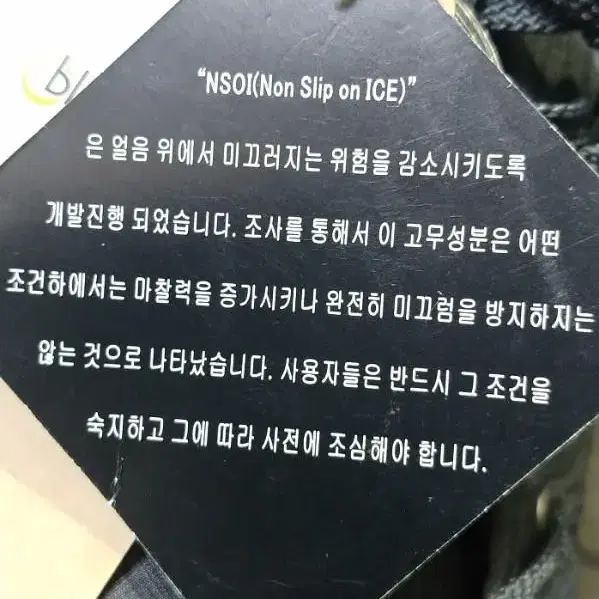 “NSOI(Non Slip on ICE)”
은 얼음 위에서 미끄러지는 위험을 감소시키도록
개발진행 되었습니다. 조사를 통해서 이 고무성분은 어떤
조건하에서는 마찰력을 증가시키나 완전히 미끄럼을 방지하지는
않는 것으로 나타났습니다. 사용자들은 반드시 그 조건을
숙지하고 그에 따라 사전에 조심해야 합니다.